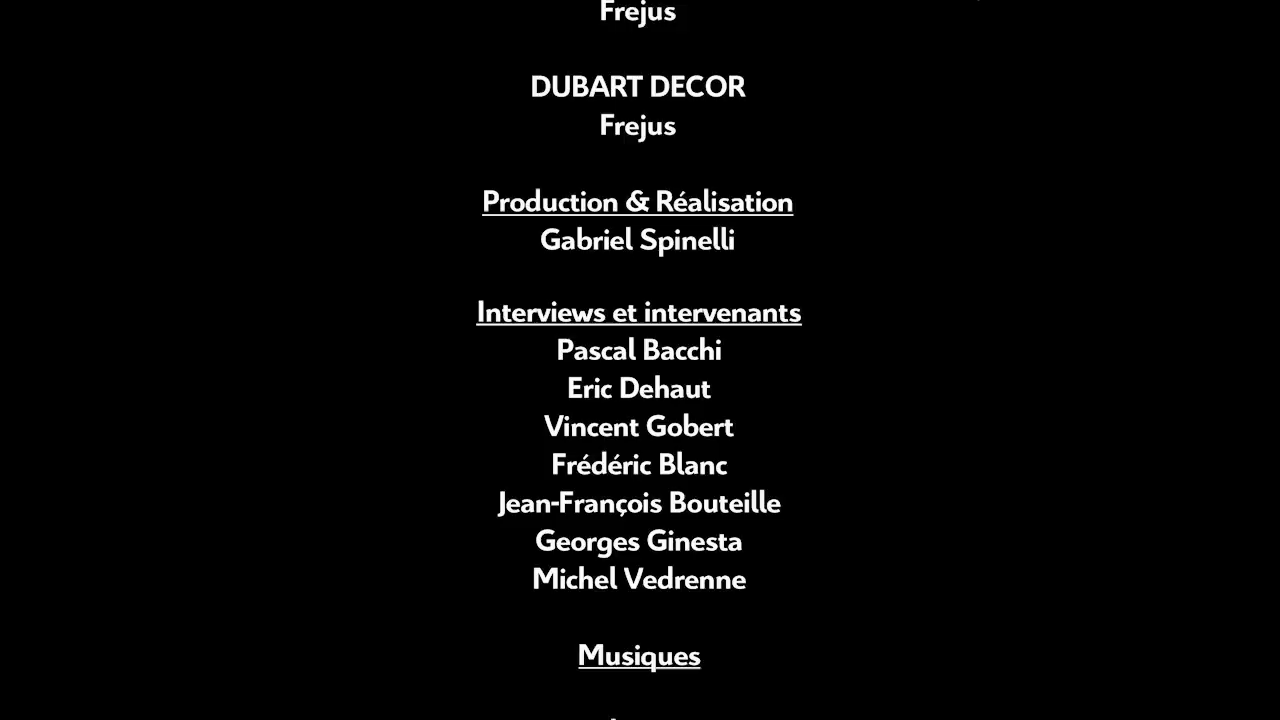 Frejus
DUBART DECOR
Frejus
Production & Réalisation
Gabriel Spinelli
Interviews et intervenants
Pascal Bacchi
Eric Dehaut
Vincent Gobert
Frédéric Blanc
Jean-François Bouteille
Georges Ginesta
Michel Vedrenne
Musiques